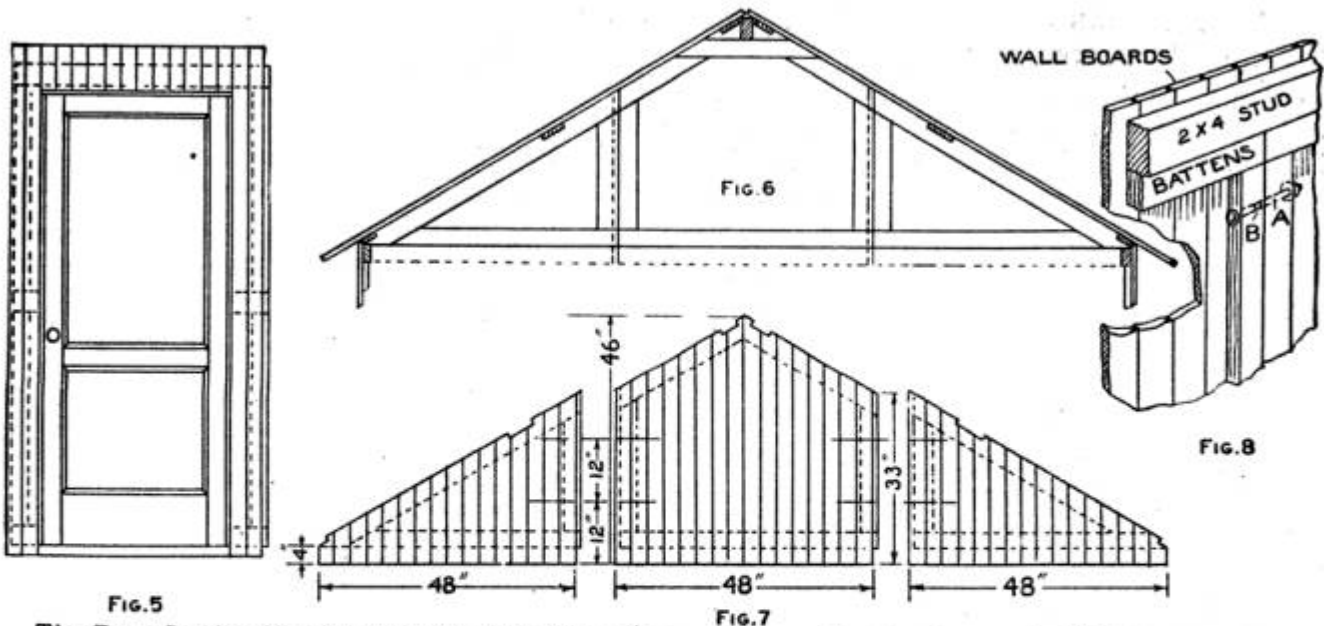 WALL BOARDS
2 X 4 STUD
BATTENS
B
A
FIG.6
46"
12"
12"
33"
4"
48"
48"
48"
FIG.5
FIG.7
FIG.8